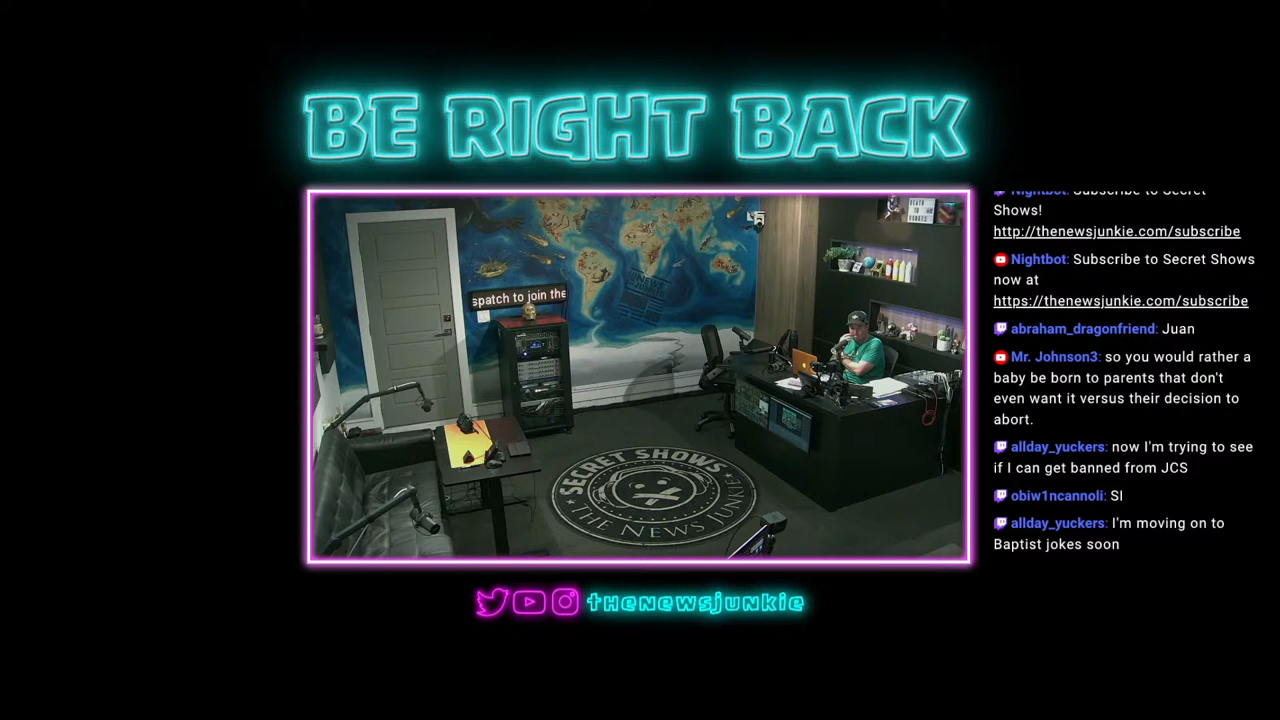 BE RIGHT BACK
spatch to join the
DEATH
TO
SECRET SHOWS
THE NEWS JUNKIE
thenewsjunkie
Nightbot: Subscribe to Secret
Shows!
http://thenewsjunkie.com/subscribe
Nightbot: Subscribe to Secret Shows
now at
https://thenewsjunkie.com/subscribe
abraham_dragonfriend: Juan
Mr. Johnson3: so you would rather a
baby be born to parents that don't
even want it versus their decision to
abort.
allday_yuckers: now I'm trying to see
if I can get banned from JCS
obiw1ncannoli: SI
allday_yuckers: I'm moving on to
Baptist jokes soon